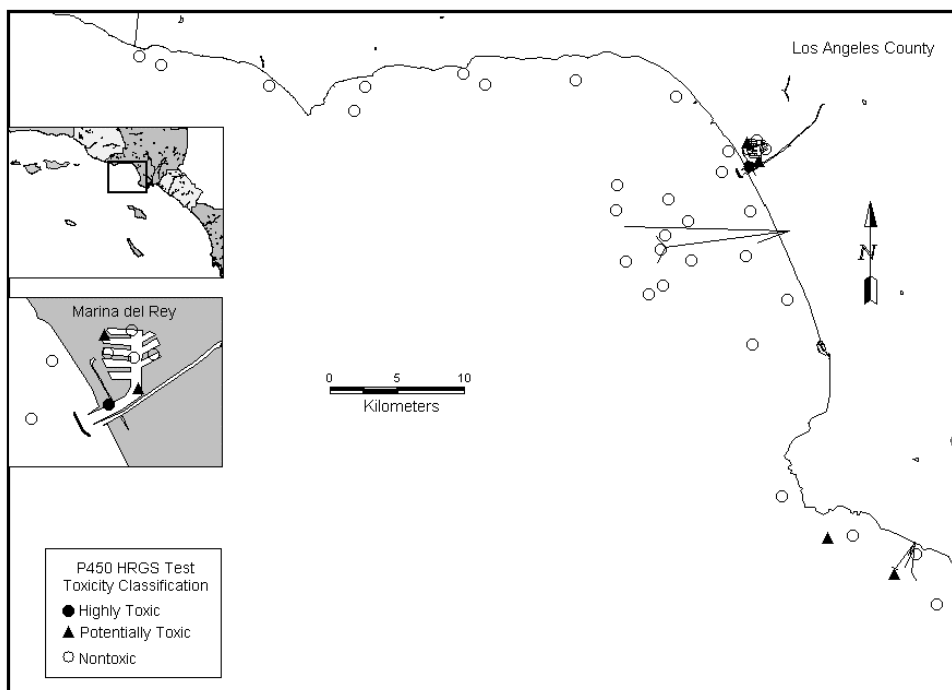 Los Angeles County
N
Marina del Rey
0 5 10
Kilometers
P450 HRGS Test
Toxicity Classification
Highly Toxic
Potentially Toxic
Nontoxic